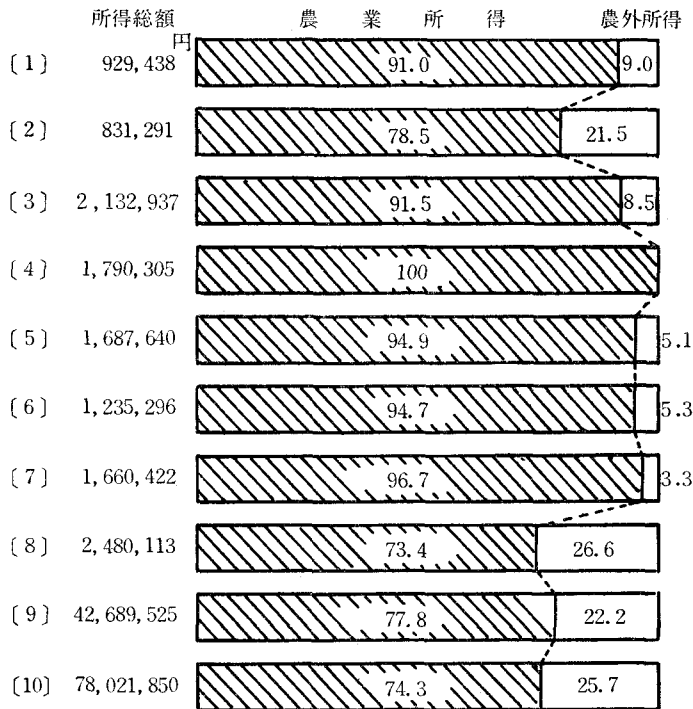 所得総額 農業所得 農外所得
円
〔1〕 929,438 91.0 9.0
〔2〕 831,291 78.5 21.5
〔3〕 2,132,937 91.5 8.5
〔4〕 1,790,305 100
〔5〕 1,687,640 94.9 5.1
〔6〕 1,235,296 94.7 5.3
〔7〕 1,660,422 96.7 3.3
〔8〕 2,480,113 73.4 26.6
〔9〕 42,689,525 77.8 22.2
〔10〕 78,021,850 74.3 25.7